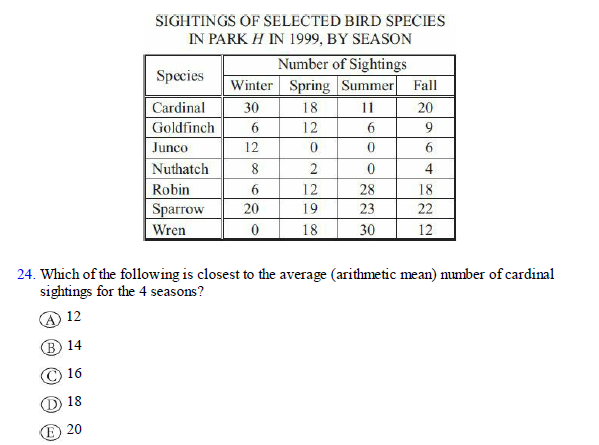 SIGHTINGS OF SELECTED BIRD SPECIES
IN PARK H IN 1999, BY SEASON
Species Number of Sightings
Winter Spring Summer Fall
Cardinal 30 18 11 20
Goldfinch 6 12 6 9
Junco 12 0 0 6
Nuthatch 8 2 0 4
Robin 6 12 28 18
Sparrow 20 19 23 22
Wren 0 18 30 12
24. Which of the following is closest to the average (arithmetic mean) number of cardinal
sightings for the 4 seasons?
A 12
B 14
C 16
D 18
E 20